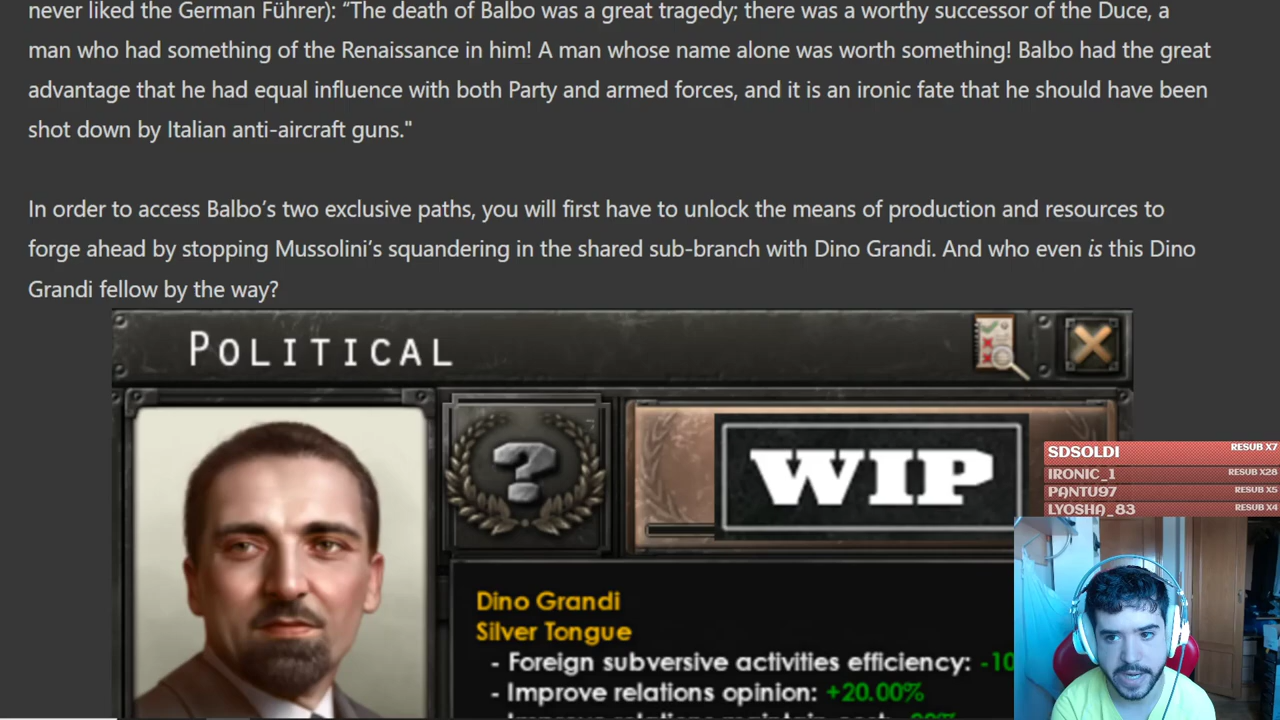 never liked the German Führer): “The death of Balbo was a great tragedy; there was a worthy successor of the Duce, a
man who had something of the Renaissance in him! A man whose name alone was worth something! Balbo had the great
advantage that he had equal influence with both Party and armed forces, and it is an ironic fate that he should have been
shot down by Italian anti-aircraft guns."
In order to access Balbo’s two exclusive paths, you will first have to unlock the means of production and resources to
forge ahead by stopping Mussolini’s squandering in the shared sub-branch with Dino Grandi. And who even is this Dino
Grandi fellow by the way?
POLITICAL
?
WIP
Dino Grandi
Silver Tongue
- Foreign subversive activities efficiency: -10
- Improve relations opinion: +20.00%
SDSOLDI RESUB X7
IRONIC_1 RESUB X28
PANTU97 RESUB X5
LYOSHA_83 RESUB X4